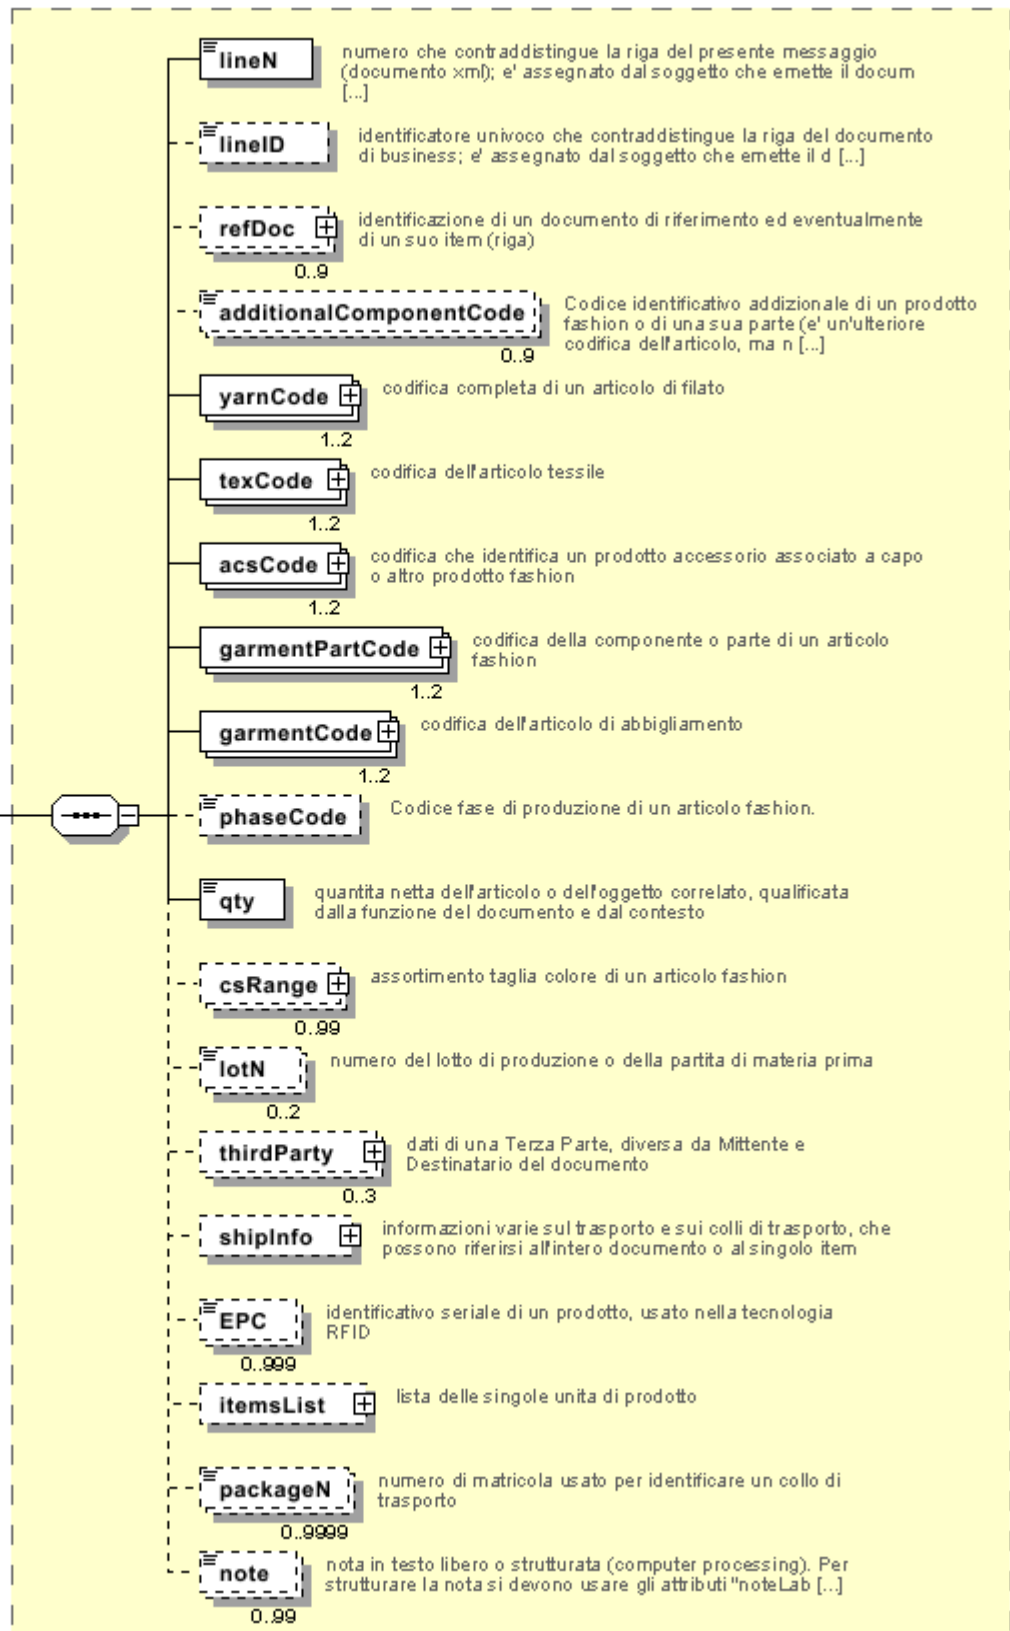 lineN
numero che contraddistingue la riga del presente messaggio
(documento xml); e' assegnato dal soggetto che emette il docum
[...]
lineID
identificatore univoco che contraddistingue la riga del documento
di business; e' assegnato dal soggetto che emette il d [...]
refDoc
identificazione di un documento di riferimento ed eventualmente
di un suo item (riga)
0..9
additionalComponentCode
Codice identificativo addizionale di un prodotto
fashion o di una sua parte (e' un'ulteriore
codifica dell'articolo, ma n [...]
0..9
yarnCode
codifica completa di un articolo di filato
1..2
texCode
codifica dell'articolo tessile
1..2
acsCode
codifica che identifica un prodotto accessorio associato a capo
o altro prodotto fashion
1..2
garmentPartCode
codifica della componente o parte di un articolo
fashion
1..2
garmentCode
codifica dell'articolo di abbigliamento
1..2
phaseCode
Codice fase di produzione di un articolo fashion.
qty
quantita netta dell'articolo o dell'oggetto correlato, qualificata
dalla funzione del documento e dal contesto
csRange
assortimento taglia colore di un articolo fashion
0..99
lotN
numero del lotto di produzione o della partita di materia prima
0..2
thirdParty
dati di una Terza Parte, diversa da Mittente e
Destinatario del documento
0..3
shipInfo
informazioni varie sul trasporto e sui colli di trasporto, che
possono riferirsi all'intero documento o al singolo item
EPC
identificativo seriale di un prodotto, usato nella tecnologia
RFID
0..999
itemsList
lista delle singole unita di prodotto
packageN
numero di matricola usato per identificare un collo di
trasporto
0..9999
note
nota in testo libero o strutturata (computer processing). Per
strutturare la nota si devono usare gli attributi "noteLab [...]
0..99